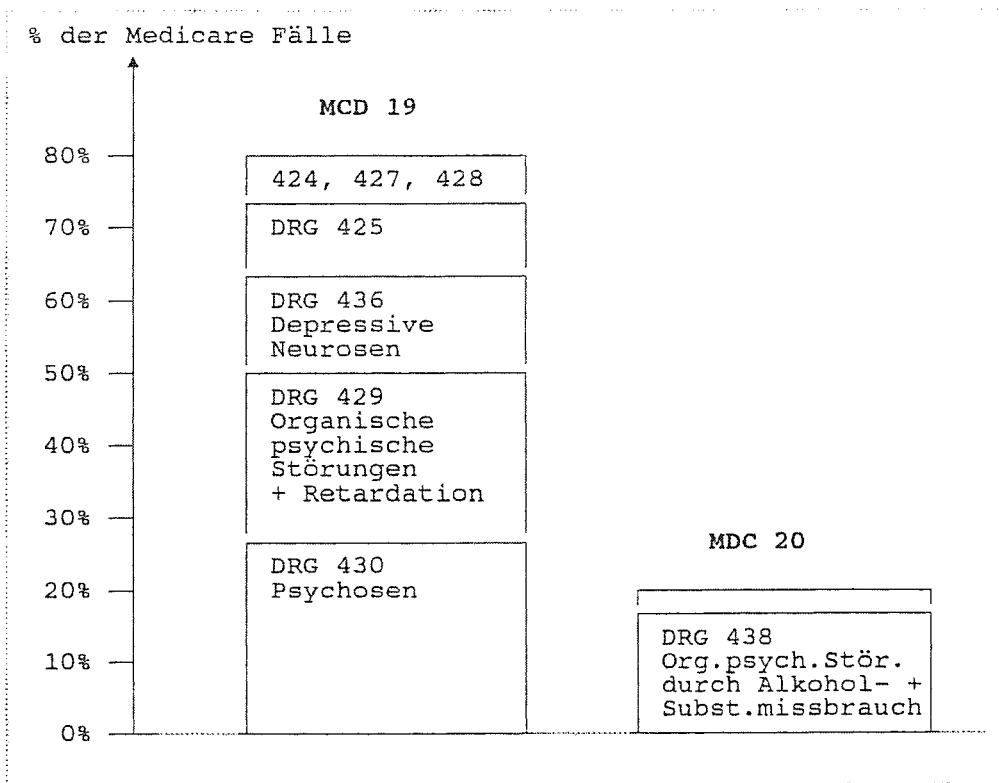 % der Medicare Fälle
MCD 19
80%
424, 427, 428
70%
DRG 425
60%
DRG 436
Depressive
Neurosen
50%
DRG 429
Organische
psychische
Störungen
+ Retardation
40%
30%
MDC 20
DRG 430
Psychosen
20%
DRG 438
Org.psych.Stör.
durch Alkohol- +
Subst.missbrauch
10%
0%